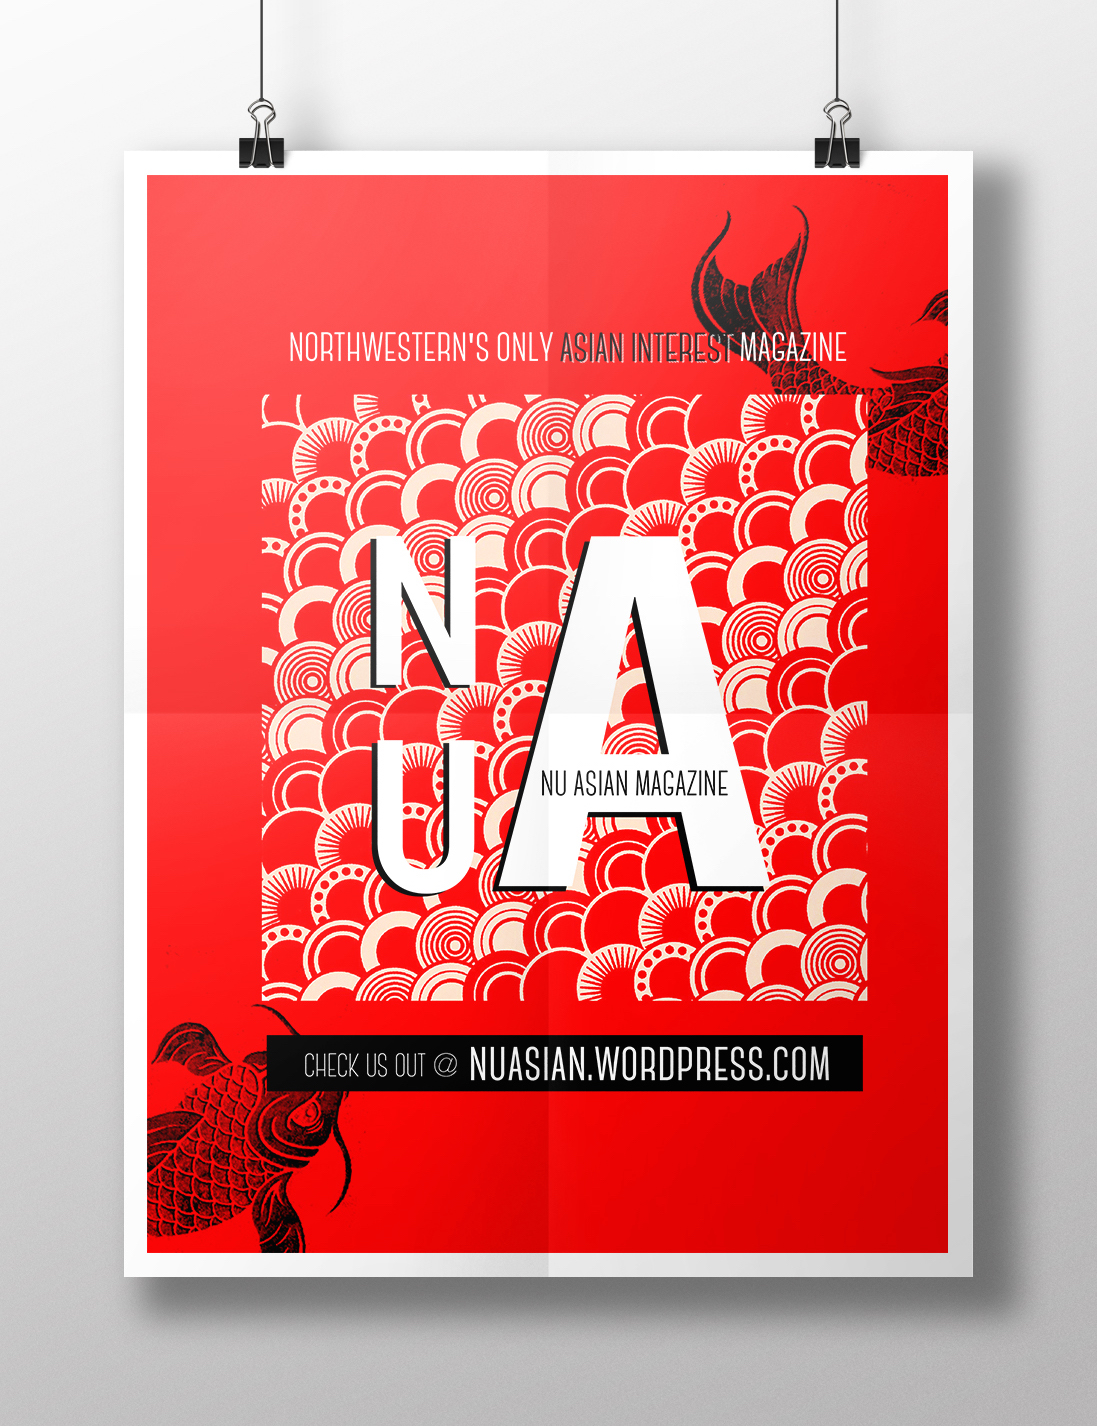 NORTHWESTERN'S ONLY ASIAN INTEREST MAGAZINE
N
U
A
NU ASIAN MAGAZINE
CHECK US OUT @ NUASIAN.WORDPRESS.COM